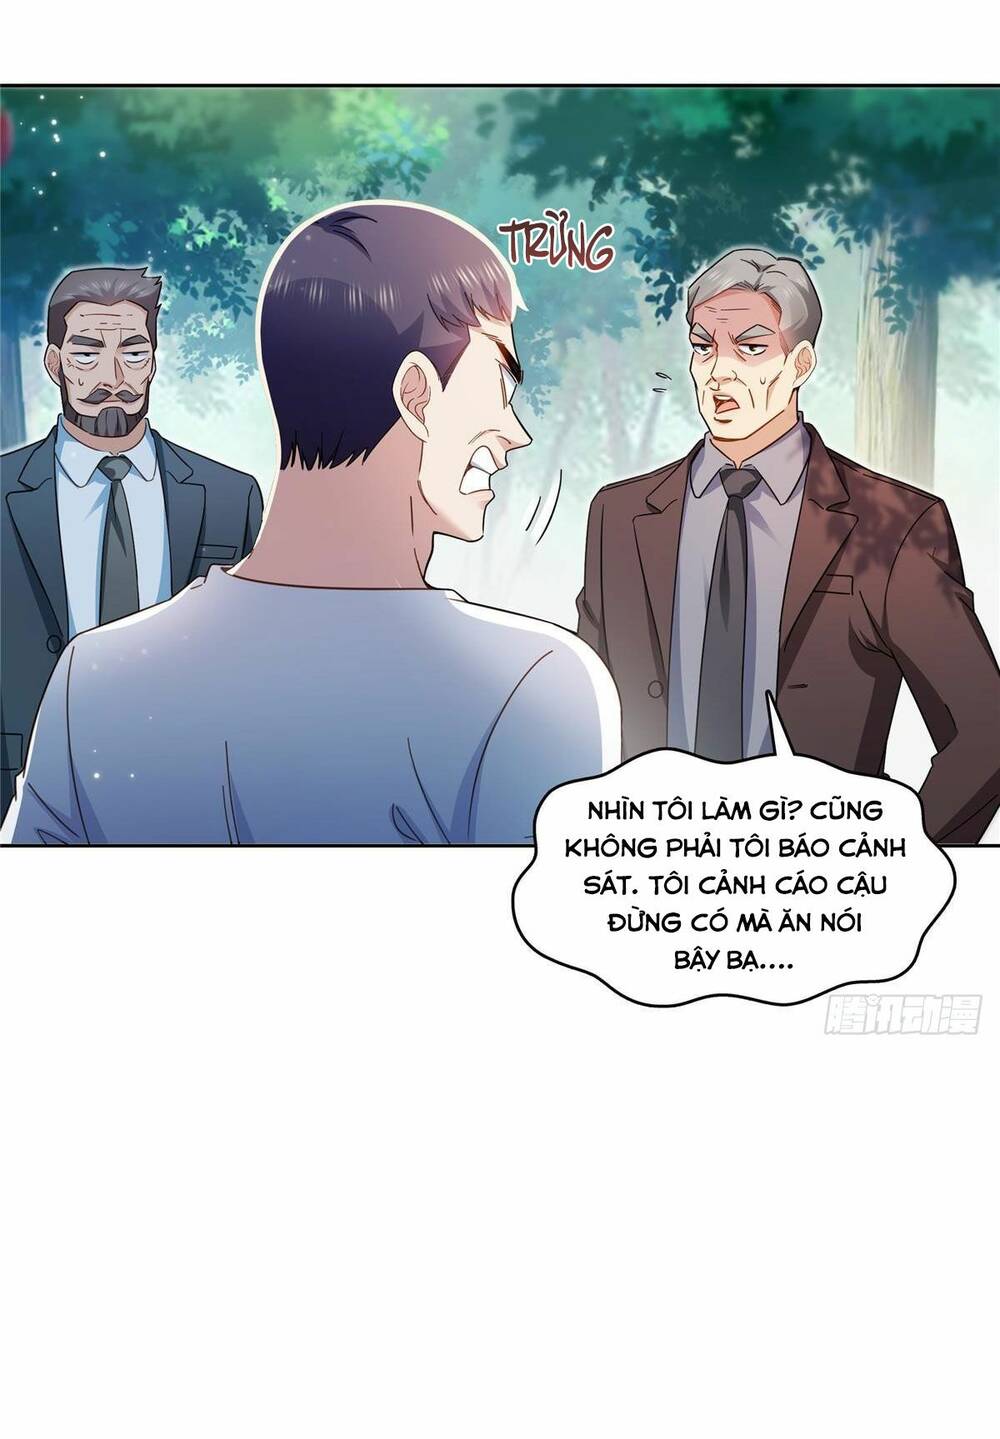 TRỪNG
NHÌN TÔI LÀM GÌ? CŨNG
KHÔNG PHẢI TÔI BÁO CẢNH
SÁT. TÔI CẢNH CÁO CẬU
ĐỪNG CÓ MÀ ĂN NÓI
BẬY BẠ....
腾讯动漫